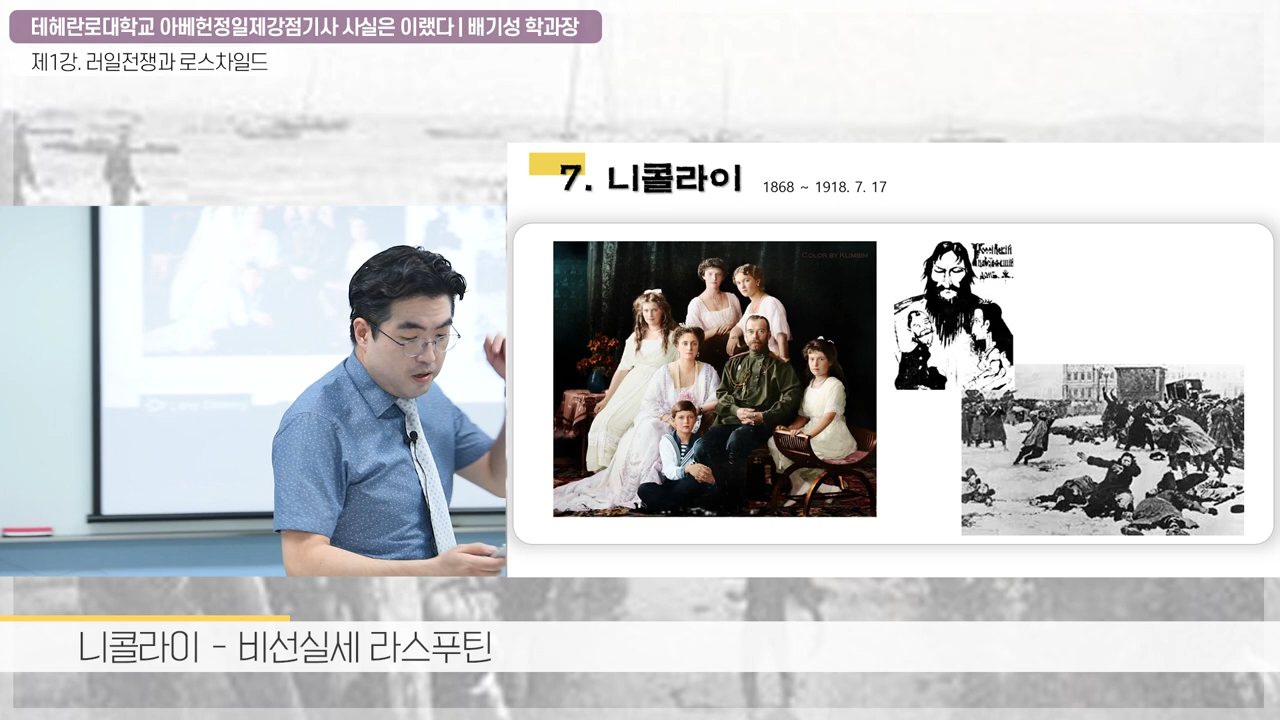 테헤란로대학교 아베헌정일제강점기사 사실은 이랬다 | 배기성 학과장
제1강. 러일전쟁과 로스차일드
7. 니콜라이 1868 ~ 1918. 7. 17
COLOR BY KLIMBIM
니콜라이 - 비선실세 라스푸틴